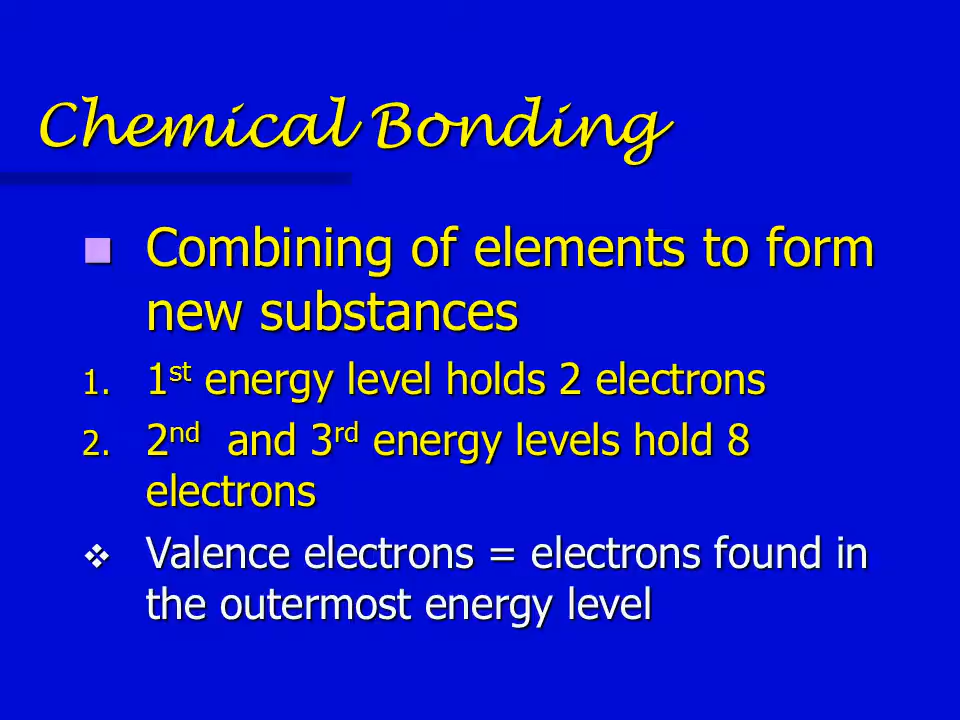 Chemical Bonding
■ Combining of elements to form
new substances
1. 1st energy level holds 2 electrons
2. 2nd and 3rd energy levels hold 8
electrons
❖ Valence electrons = electrons found in
the outermost energy level